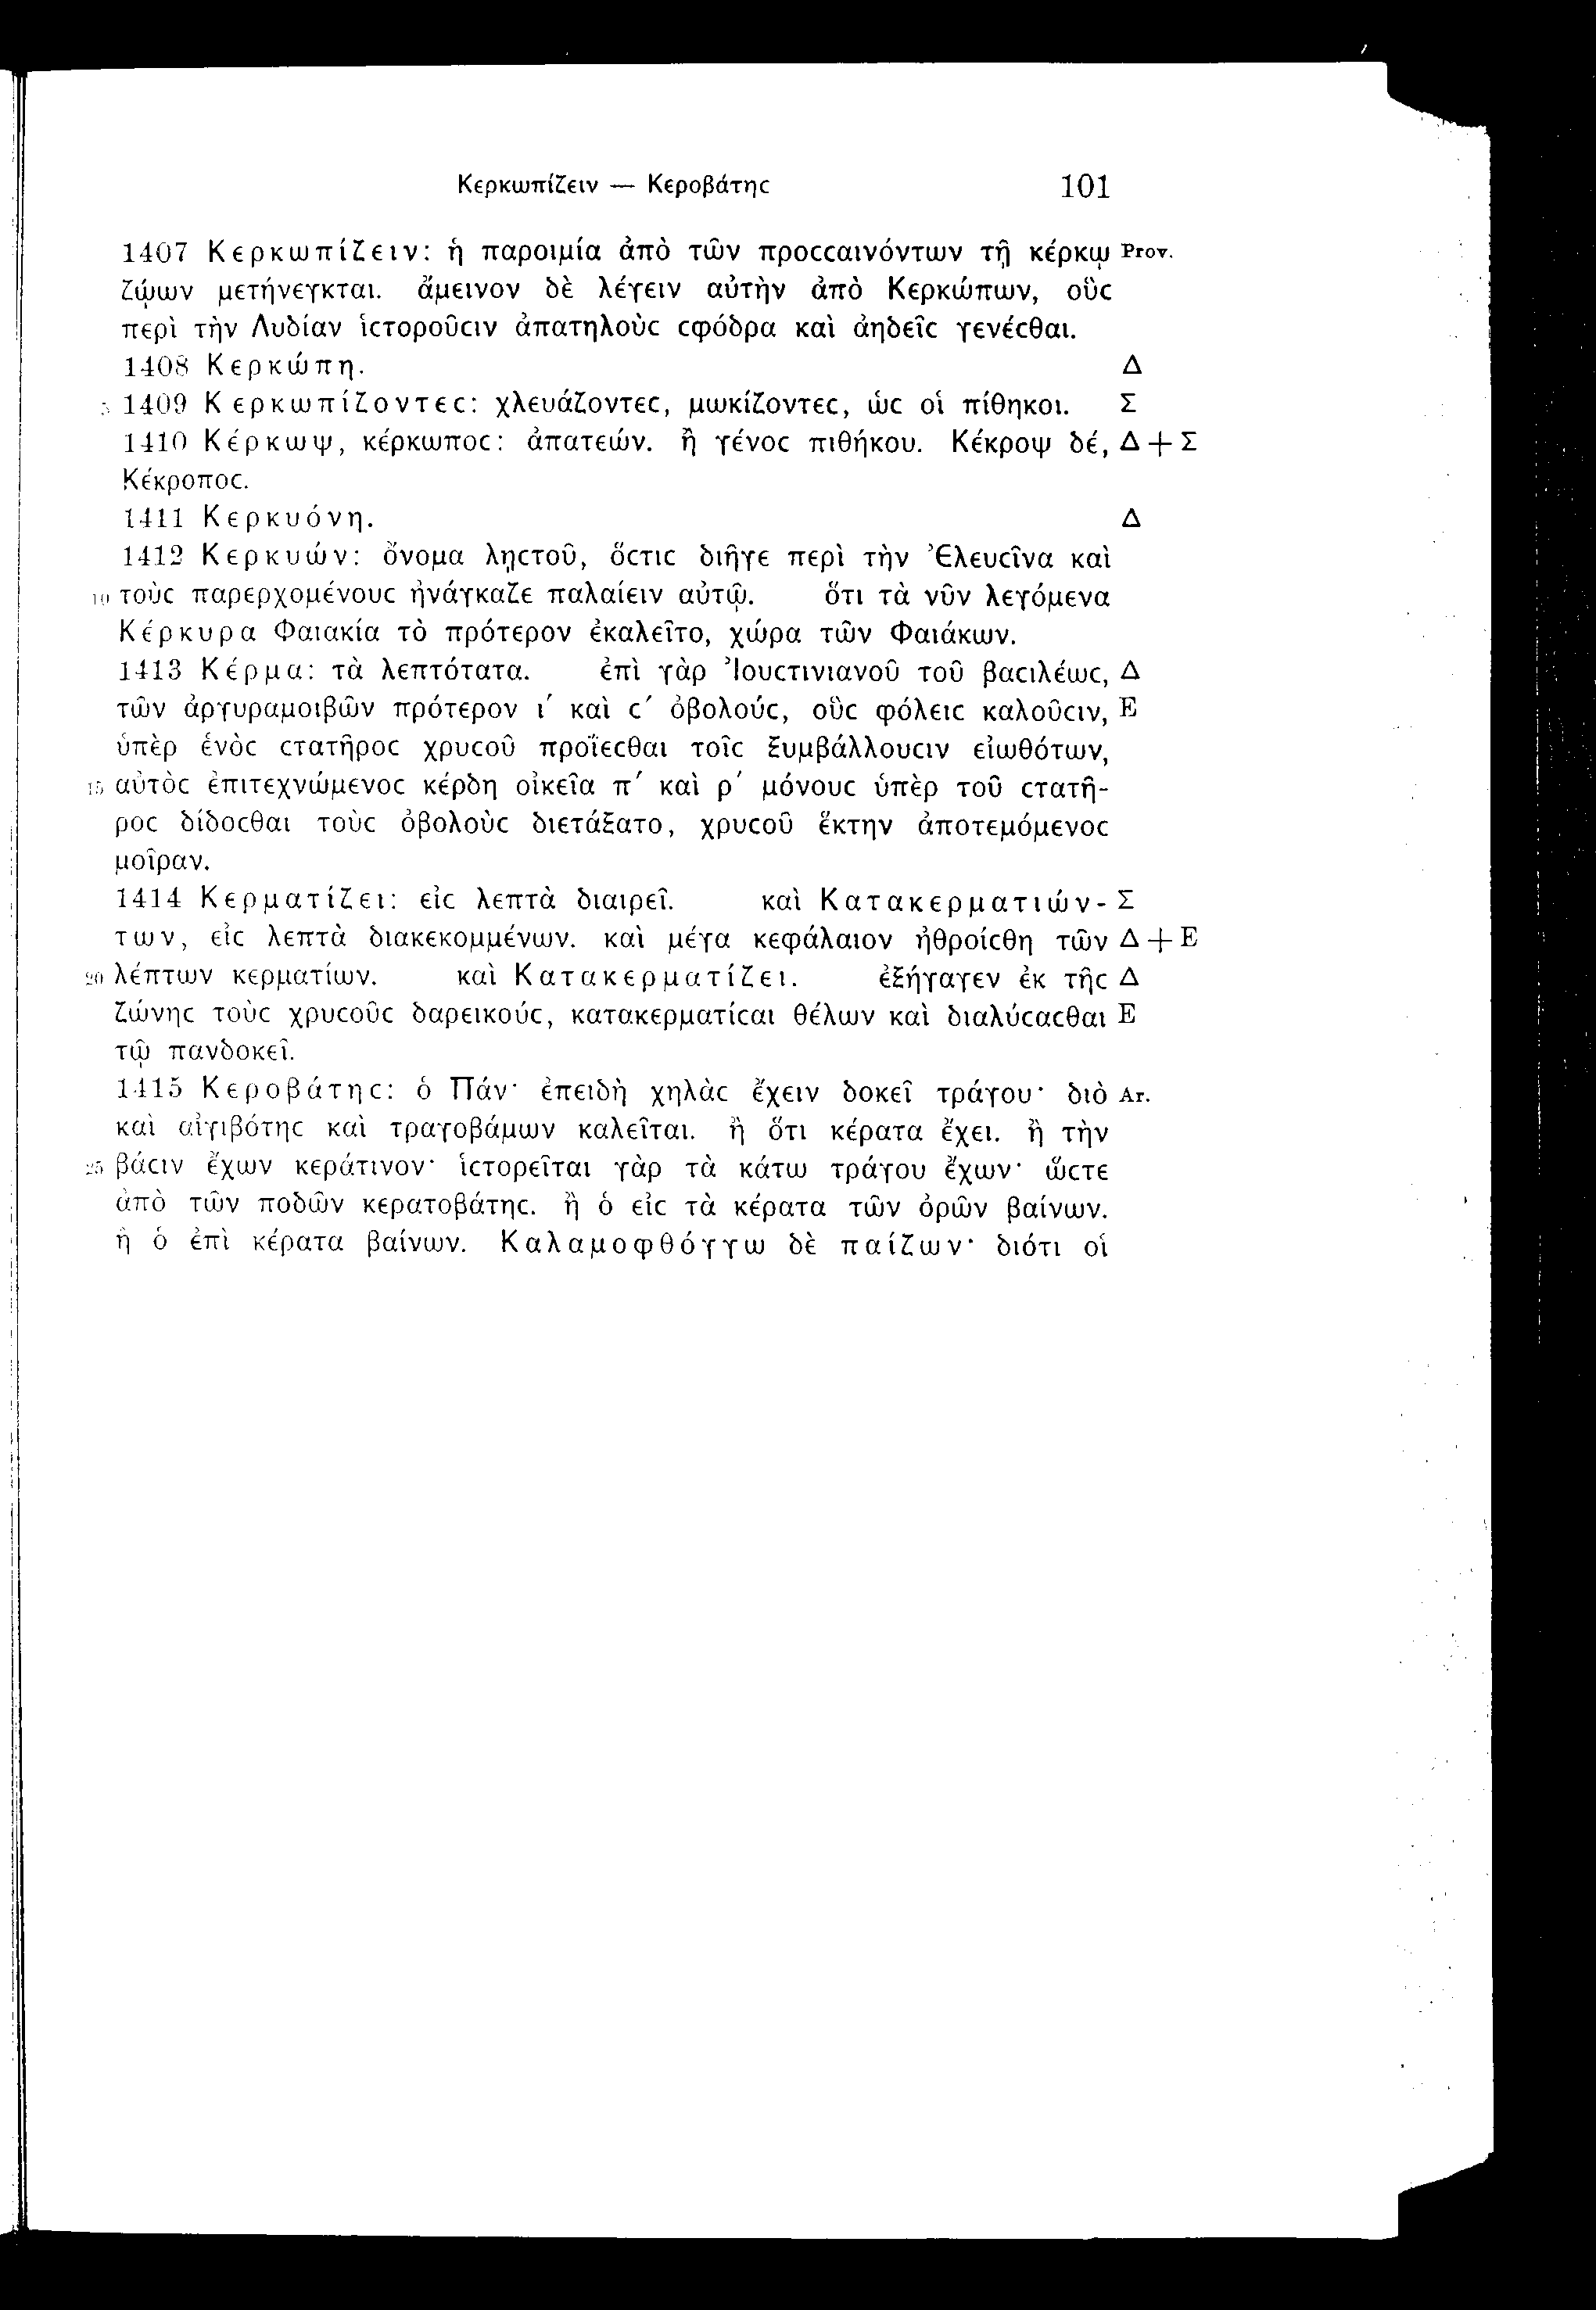 Κερκωπίζειν — Κεροβάτηϲ 101
1407 Κερκωπίζειν: ἡ παροιμία ἀπὸ τῶν προϲϲαινόντων τῇ κέρκῳ Prov.
ζῴων μετήνεγκται. ἄμεινον δὲ λέγειν αὐτὴν ἀπὸ Κερκώπων, οὓϲ
περὶ τὴν Λυδίαν ἱϲτοροῦϲιν ἀπατηλοὺϲ ϲφόδρα καὶ ἀηδεῖϲ γενέϲθαι.
1408 Κερκώπη. Δ
5 1409 Κερκωπίζοντεϲ: χλευάζοντεϲ, μωκίζοντεϲ, ὡϲ οἱ πίθηκοι. Σ
1410 Κέρκωψ, κέρκωποϲ: ἀπατεών. ἢ γένοϲ πιθήκου. Κέκροψ δέ, Δ+Σ
Κέκροποϲ.
1411 Κερκυόνη. Δ
1412 Κερκυών: ὄνομα ληϲτοῦ, ὅϲτιϲ διῆγε περὶ τὴν Ἐλευϲῖνα καὶ
10 τοὺϲ παρερχομένουϲ ἠνάγκαζε παλαίειν αὐτῷ. ὅτι τὰ νῦν λεγόμενα
Κέρκυρα Φαιακία τὸ πρότερον ἐκαλεῖτο, χώρα τῶν Φαιάκων.
1413 Κέρμα: τὰ λεπτότατα. ἐπὶ γὰρ Ἰουϲτινιανοῦ τοῦ βαϲιλέωϲ, Δ
τῶν ἀργυραμοιβῶν πρότερον ι′ καὶ ϲ′ ὀβολούϲ, οὓϲ φόλειϲ καλοῦϲιν, E
ὑπὲρ ἑνὸϲ ϲτατῆροϲ χρυϲοῦ προΐεϲθαι τοῖϲ ξυμβάλλουϲιν εἰωθότων,
15 αὐτὸϲ ἐπιτεχνώμενοϲ κέρδη οἰκεῖα π′ καὶ ρ′ μόνουϲ ὑπὲρ τοῦ ϲτατῆ-
ροϲ δίδοϲθαι τοὺϲ ὀβολοὺϲ διετάξατο, χρυϲοῦ ἕκτην ἀποτεμόμενοϲ
μοῖραν.
1414 Κερματίζει: εἰϲ λεπτὰ διαιρεῖ. καὶ Κατακερματιών- Σ
των, εἰϲ λεπτὰ διακεκομμένων. καὶ μέγα κεφάλαιον ἠθροίϲθη τῶν Δ+E
20 λέπτων κερματίων. καὶ Κατακερματίζει. ἐξήγαγεν ἐκ τῆϲ Δ
ζώνηϲ τοὺϲ χρυϲοῦϲ δαρεικούϲ, κατακερματίϲαι θέλων καὶ διαλύϲαϲθαι E
τῷ πανδοκεῖ.
1415 Κεροβάτηϲ: ὁ Πάν· ἐπειδὴ χηλὰϲ ἔχειν δοκεῖ τράγου· διὸ Ar.
καὶ αἰγιβότηϲ καὶ τραγοβάμων καλεῖται. ἢ ὅτι κέρατα ἔχει. ἢ τὴν
25 βάϲιν ἔχων κεράτινον· ἱϲτορεῖται γὰρ τὰ κάτω τράγου ἔχων· ὥϲτε
ἀπὸ τῶν ποδῶν κερατοβάτηϲ. ἢ ὁ εἰϲ τὰ κέρατα τῶν ὀρῶν βαίνων.
ἢ ὁ ἐπὶ κέρατα βαίνων. Καλαμοφθόγγω δὲ παίζων· διότι οἱ